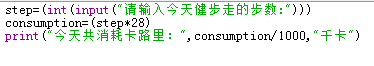 step=(int(input("请输入今天健步走的步数:")))
consumption=(step*28)
print("今天共消耗卡路里：",consumption/1000,"千卡")